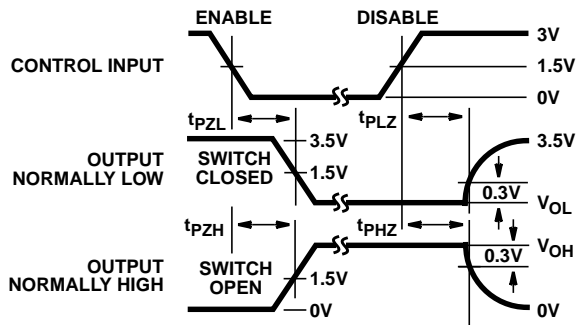 ENABLE DISABLE
3V
CONTROL INPUT 1.5V
0V
tPZL tPLZ
3.5V 3.5V
OUTPUT NORMALLY LOW
SWITCH CLOSED
1.5V
0.3V
VOL
tPZH tPHZ
VOH
0.3V
OUTPUT NORMALLY HIGH
SWITCH OPEN
1.5V
0V 0V